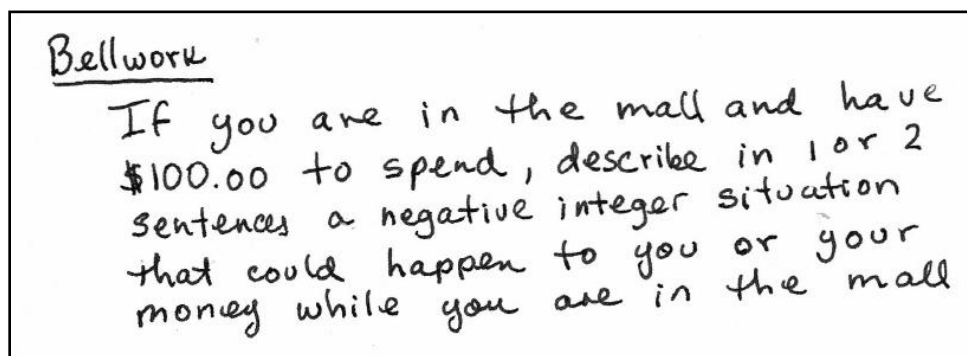 Bellwork
If you are in the mall and have
$100.00 to spend, describe in 1 or 2
sentences a negative integer situation
that could happen to you or your
money while you are in the mall